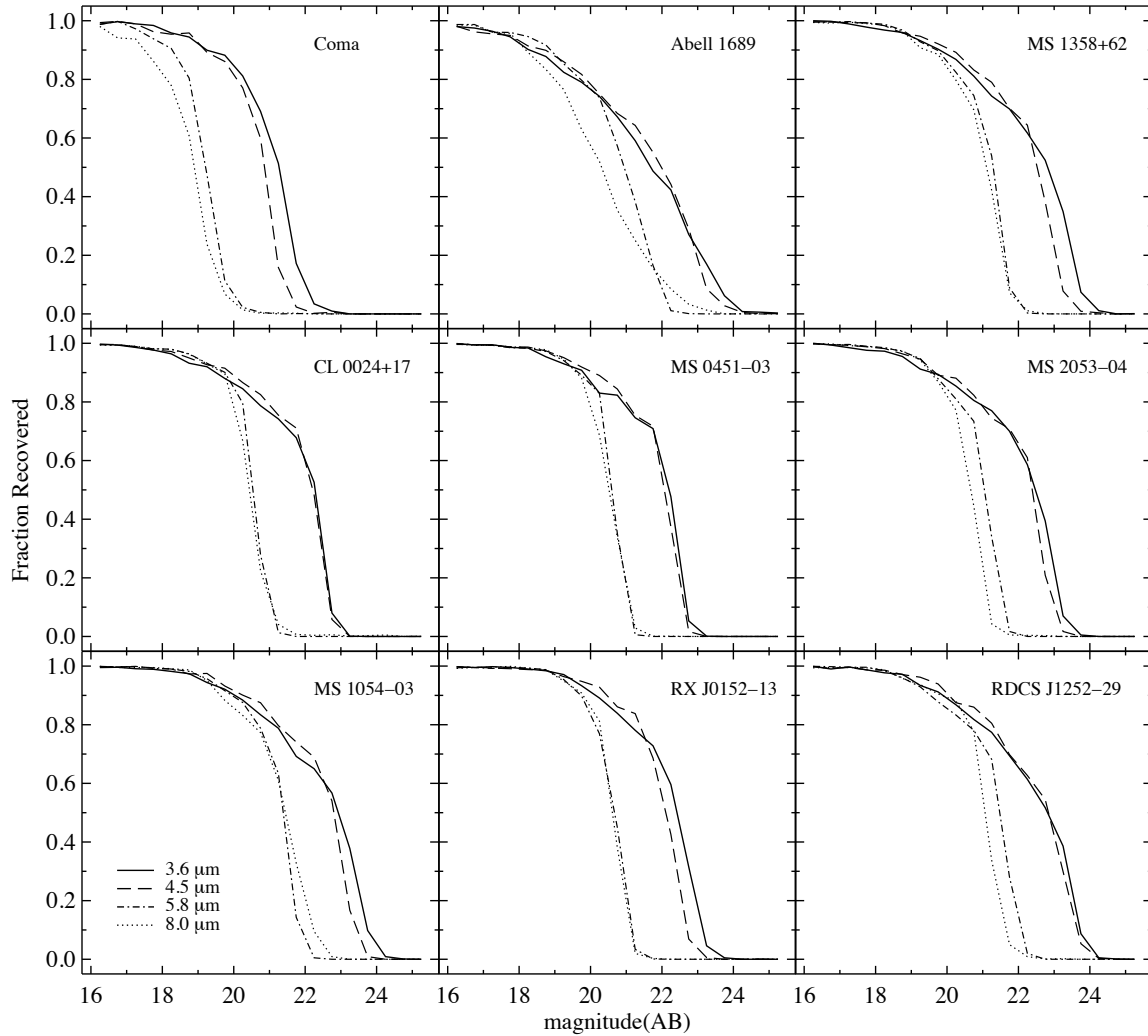 1.0
0.8
0.6
0.4
0.2
0.0
Coma
Abell 1689
MS 1358+62
1.0
0.8
0.6
0.4
0.2
0.0
CL 0024+17
MS 0451−03
MS 2053−04
Fraction Recovered
1.0
0.8
0.6
0.4
0.2
0.0
MS 1054−03
RX J0152−13
RDCS J1252−29
3.6 μm
4.5 μm
5.8 μm
8.0 μm
16 18 20 22 24 16 18 20 22 24 16 18 20 22 24
magnitude(AB)